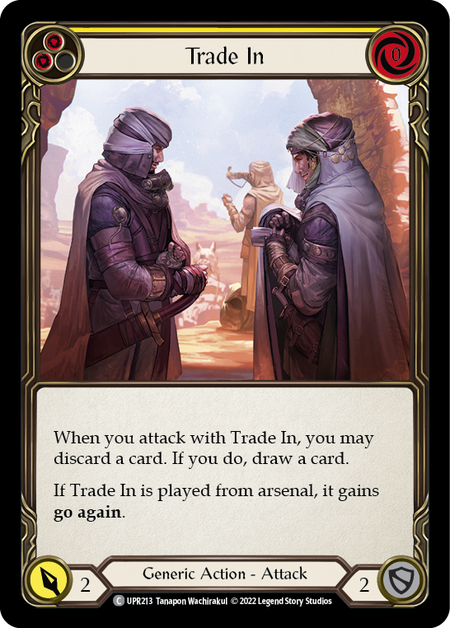 Trade In
0
When you attack with Trade In, you may
discard a card. If you do, draw a card.
If Trade In is played from arsenal, it gains
go again.
2
Generic Action - Attack
2
C UPR213 Tanapon Wachirakul © 2022 Legend Story Studios